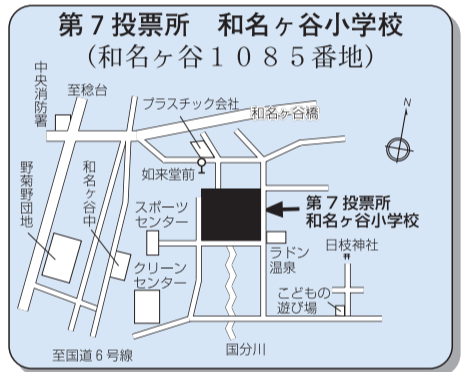 第７投票所　和名ヶ谷小学校
（和名ヶ谷１０８５番地）
中央消防署
至稔台
プラスチック会社
和名ヶ谷橋
N
如来堂前
野菊野団地
和名ヶ谷中
スポーツ
センター
第７投票所
和名ヶ谷小学校
日枝神社
ラドン
温泉
クリーン
センター
こどもの
遊び場
至国道６号線
国分川